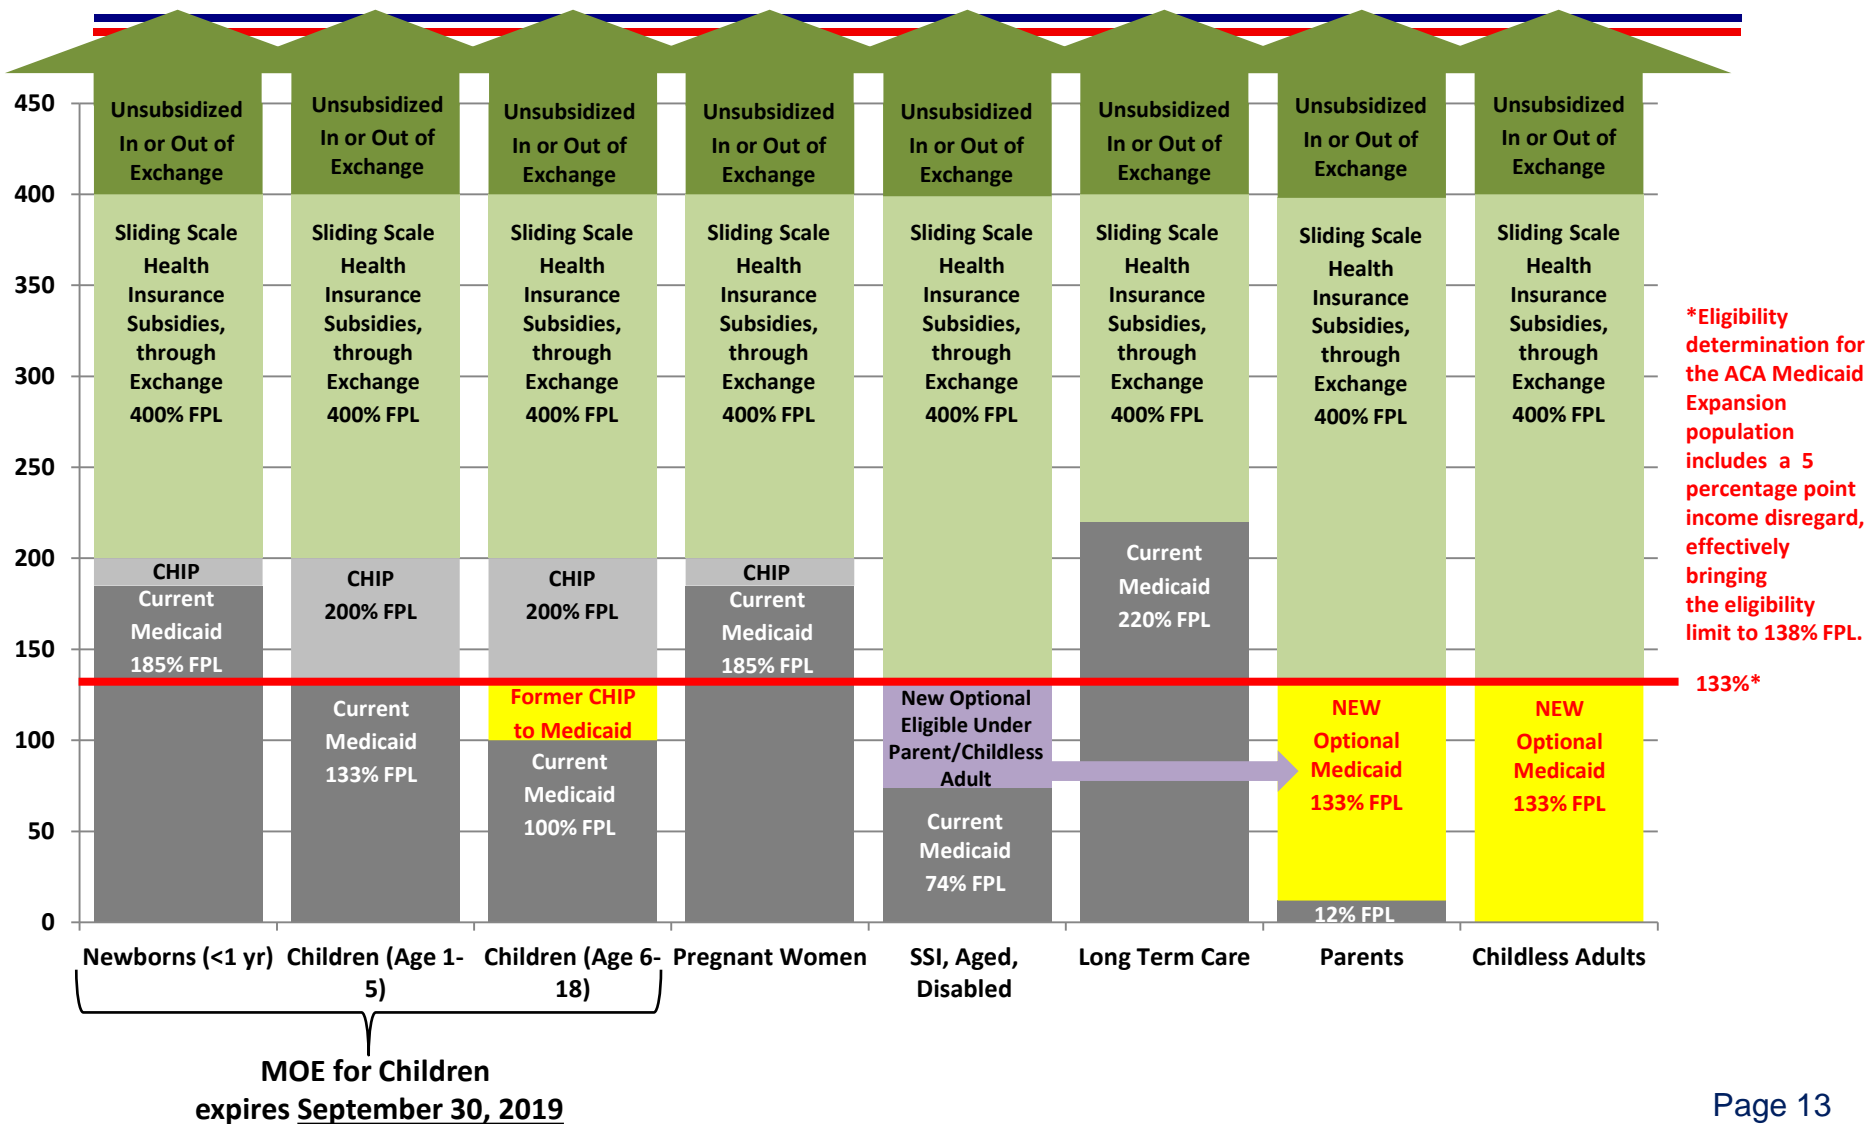 450
400
350
300
250
200
150
100
50
0
Unsubsidized
In or Out of
Exchange
Sliding Scale
Health
Insurance
Subsidies,
through
Exchange
400% FPL
CHIP
Current
Medicaid
185% FPL
Newborns (<1 yr)
Unsubsidized
In or Out of
Exchange
Sliding Scale
Health
Insurance
Subsidies,
through
Exchange
400% FPL
CHIP
200% FPL
Current
Medicaid
133% FPL
Children (Age 1-
5)
Unsubsidized
In or Out of
Exchange
Sliding Scale
Health
Insurance
Subsidies,
through
Exchange
400% FPL
CHIP
200% FPL
Former CHIP
to Medicaid
Current
Medicaid
100% FPL
Children (Age 6-
18)
Unsubsidized
In or Out of
Exchange
Sliding Scale
Health
Insurance
Subsidies,
through
Exchange
400% FPL
CHIP
Current
Medicaid
185% FPL
Pregnant Women
Unsubsidized
In or Out of
Exchange
Sliding Scale
Health
Insurance
Subsidies,
through
Exchange
400% FPL
New Optional
Eligible Under
Parent/Childless
Adult
Current
Medicaid
74% FPL
SSI, Aged,
Disabled
Unsubsidized
In or Out of
Exchange
Sliding Scale
Health
Insurance
Subsidies,
through
Exchange
400% FPL
Current
Medicaid
220% FPL
Long Term Care
Unsubsidized
In or Out of
Exchange
Sliding Scale
Health
Insurance
Subsidies,
through
Exchange
400% FPL
NEW
Optional
Medicaid
133% FPL
12% FPL
Parents
Unsubsidized
In or Out of
Exchange
Sliding Scale
Health
Insurance
Subsidies,
through
Exchange
400% FPL
NEW
Optional
Medicaid
133% FPL
Childless Adults
*Eligibility
determination for
the ACA Medicaid
Expansion
population
includes a 5
percentage point
income disregard,
effectively
bringing
the eligibility
limit to 138% FPL.
133%*
MOE for Children
expires September 30, 2019
Page 13